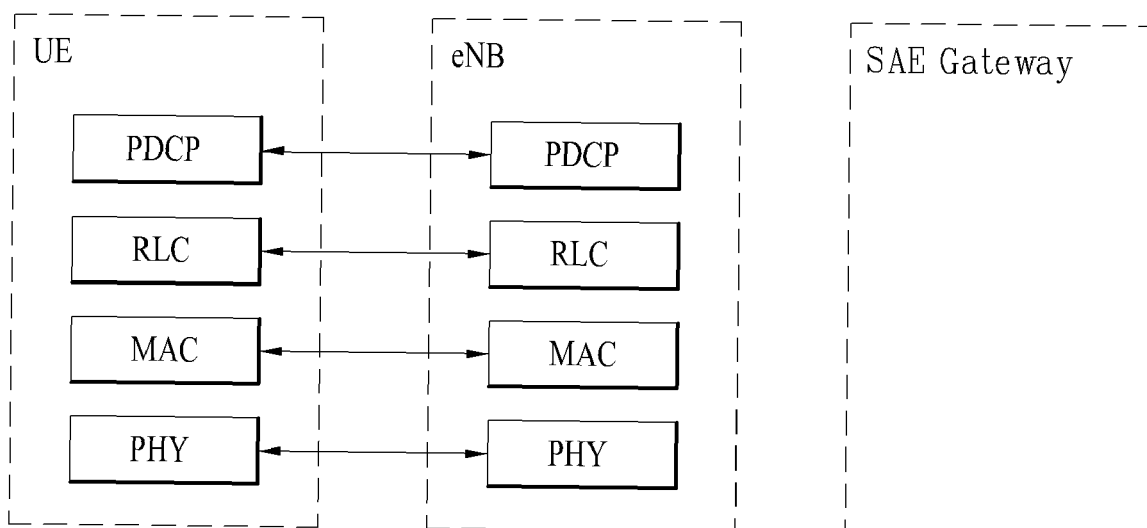 UE
eNB
SAE Gateway
PDCP
PDCP
RLC
RLC
MAC
MAC
PHY
PHY